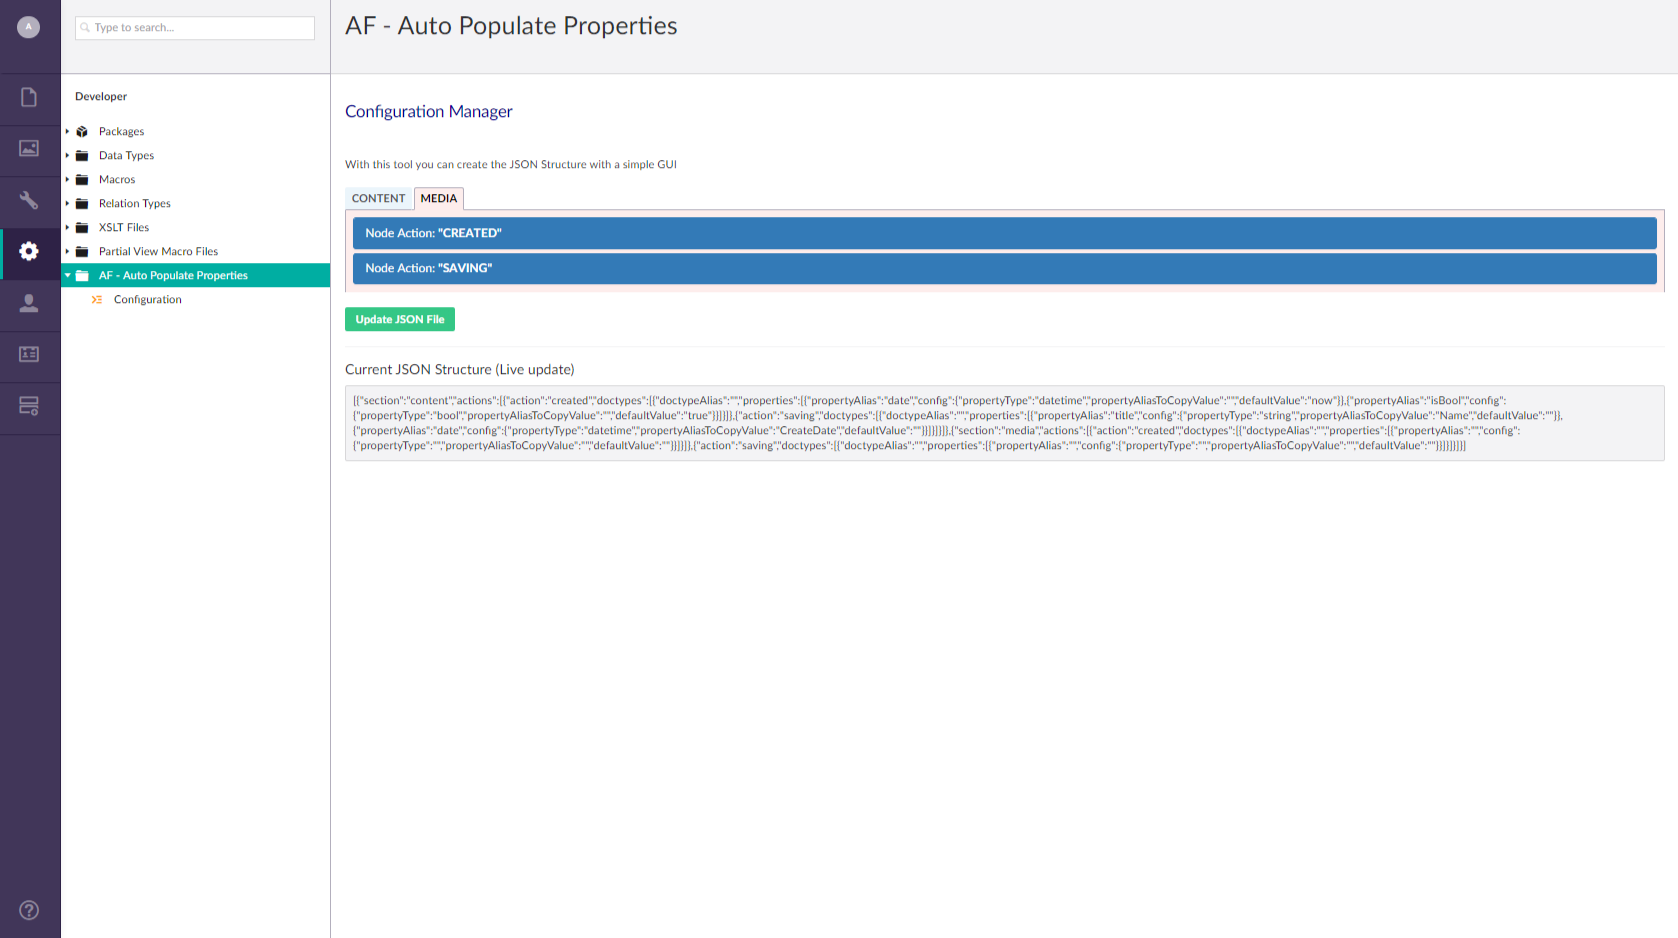 A
Type to search...
AF - Auto Populate Properties
Developer
Packages
Data Types
Macros
Relation Types
XSLT Files
Partial View Macro Files
AF - Auto Populate Properties
Configuration
Configuration Manager
With this tool you can create the JSON Structure with a simple GUI
CONTENT MEDIA
Node Action: "CREATED"
Node Action: "SAVING"
Update JSON File
Current JSON Structure (Live update)
[{"section":"content","actions":[{"action":"created","doctypes":[{"doctypeAlias":"","properties":[{"propertyAlias":"date","config":{"propertyType":"datetime","propertyAliasToCopyValue":"","defaultValue":"now"}},{"propertyAlias":"isBool","config":
{"propertyType":"bool","propertyAliasToCopyValue":"","defaultValue":"true"}}]}]},{"action":"saving","doctypes":[{"doctypeAlias":"","properties":[{"propertyAlias":"title","config":{"propertyType":"string","propertyAliasToCopyValue":"Name","defaultValue":""}},
{"propertyAlias":"date","config":{"propertyType":"datetime","propertyAliasToCopyValue":"CreateDate","defaultValue":""}}]}]}]},{"section":"media","actions":[{"action":"created","doctypes":[{"doctypeAlias":"","properties":[{"propertyAlias":"","config":
{"propertyType":"","propertyAliasToCopyValue":"","defaultValue":""}}]}]},{"action":"saving","doctypes":[{"doctypeAlias":"","properties":[{"propertyAlias":"","config":{"propertyType":"","propertyAliasToCopyValue":"","defaultValue":""}}]}]}]}]